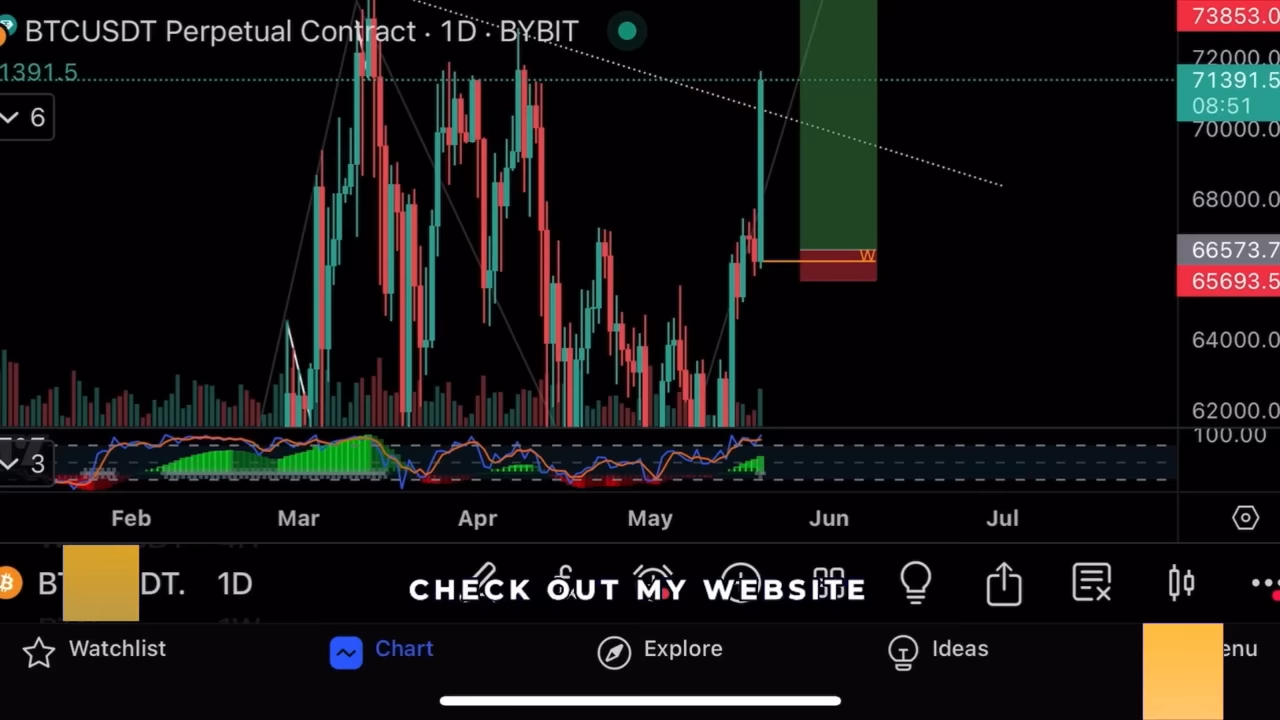 BTCUSDT Perpetual Contract · 1D · BYBIT
73853.0
72000.0
1391.5
71391.5
08:51
6
70000.0
68000.0
W
66573.7
65693.5
64000.0
62000.0
100.00
3
Feb Mar Apr May Jun Jul
DT. 1D
CHECK OUT MY WEBSITE
Watchlist Chart Explore Ideas enu